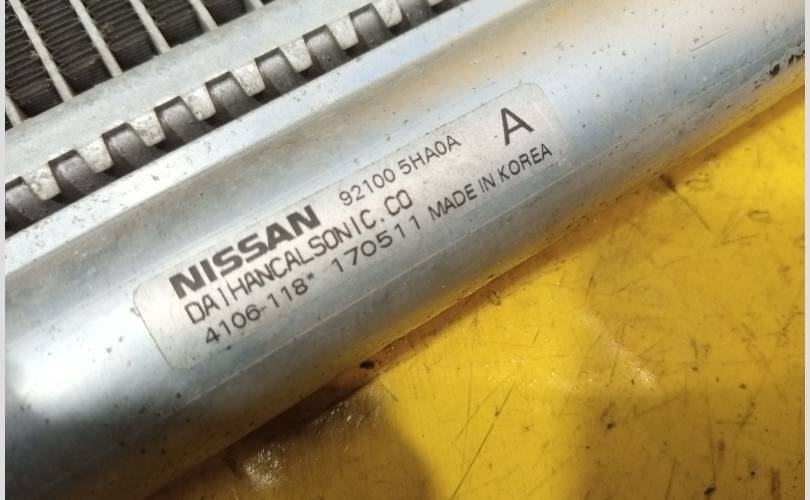 NISSAN 92100 5HA0A A
DAIHANCALSONIC.CO
4106-118* 170511 MADE IN KOREA